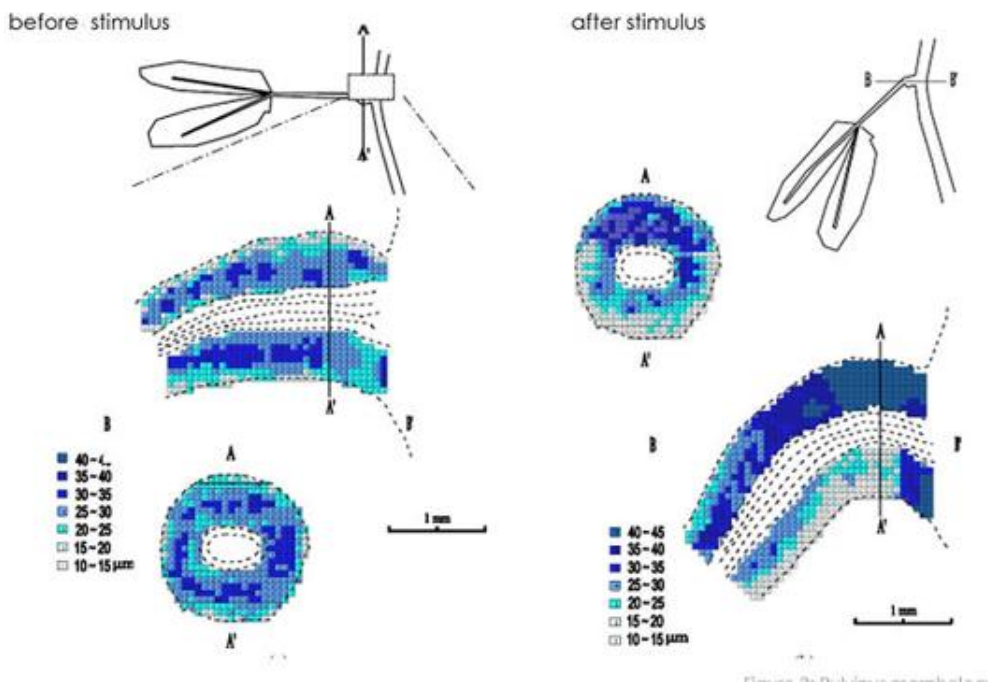 before stimulus
A
A'
A
A'
B
B'
40-4
35-40
30-35
25-30
20-25
15-20
10-15 μm
A
A'
1 mm
after stimulus
B
B'
A
A'
A
A'
B
B'
40-45
35-40
30-35
25-30
20-25
15-20
10-15 μm
1 mm